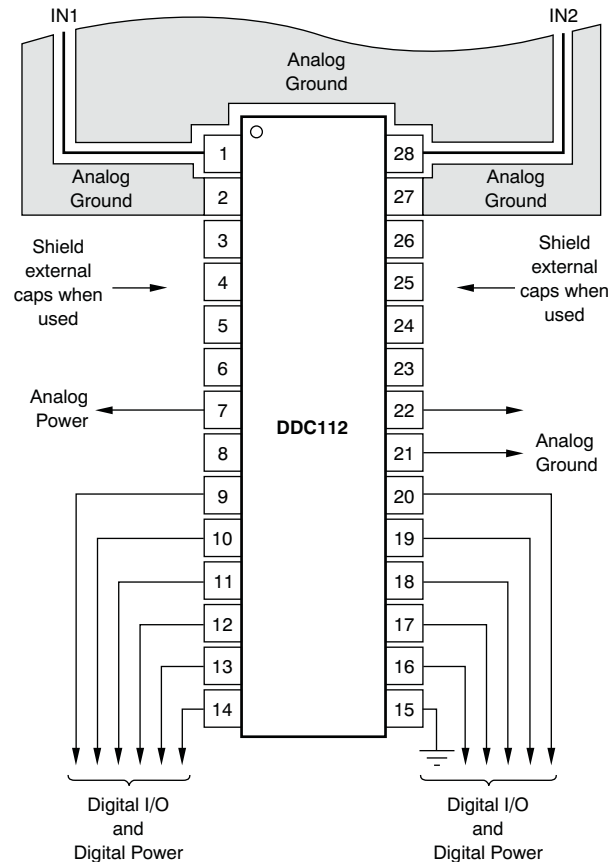 IN1
IN2
Analog
Ground
1
28
Analog
Ground
Analog
Ground
2
27
3
26
Shield
external
caps when
used
Shield
external
caps when
used
4
25
5
24
6
23
Analog
Power
7
22
DDC112
8
21
Analog
Ground
9
20
10
19
11
18
12
17
13
16
14
15
Digital I/O
and
Digital Power
Digital I/O
and
Digital Power